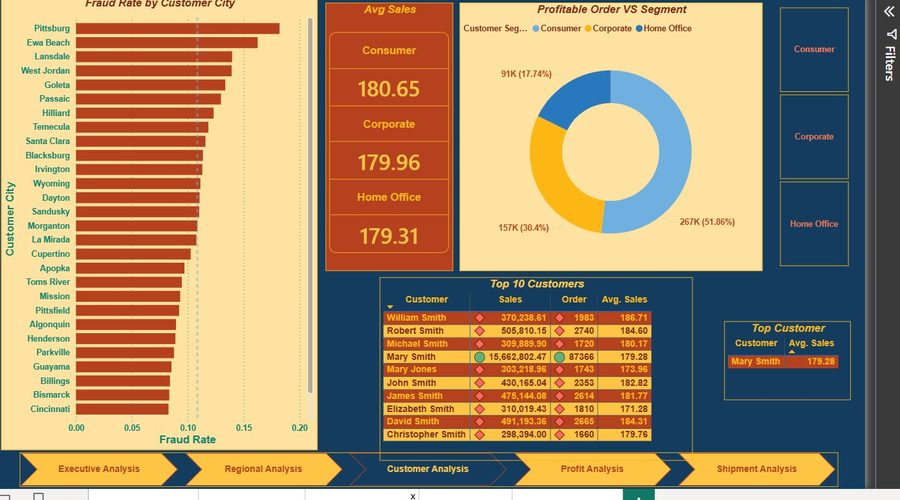 Fraud Rate by Customer City
Customer City
Pittsburg
Ewa Beach
Lansdale
West Jordan
Goleta
Passaic
Hilliard
Temecula
Santa Clara
Blacksburg
Irvington
Wyoming
Dayton
Sandusky
Morganton
La Mirada
Cupertino
Apopka
Toms River
Mission
Pittsfield
Algonquin
Henderson
Parkville
Guayama
Billings
Bismarck
Cincinnati
0.00 0.05 0.10 0.15 0.20
Fraud Rate
Avg Sales
Consumer
180.65
Corporate
179.96
Home Office
179.31
Profitable Order VS Segment
Customer Seg... Consumer Corporate Home Office
91K (17.74%)
157K (30.4%)
267K (51.86%)
Consumer
Corporate
Home Office
Filters
Top 10 Customers
Customer Sales Order Avg. Sales
William Smith 370,238.61 1983 186.71
Robert Smith 505,810.15 2740 184.60
Michael Smith 309,889.90 1720 180.17
Mary Smith 15,662,802.47 87366 179.28
Mary Jones 303,218.96 1743 173.96
John Smith 430,165.04 2353 182.82
James Smith 475,144.08 2614 181.77
Elizabeth Smith 310,019.43 1810 171.28
David Smith 491,193.36 2665 184.31
Christopher Smith 298,394.00 1660 179.76
Top Customer
Customer Avg. Sales
Mary Smith 179.28
Executive Analysis
Regional Analysis
Customer Analysis
Profit Analysis
Shipment Analysis
x